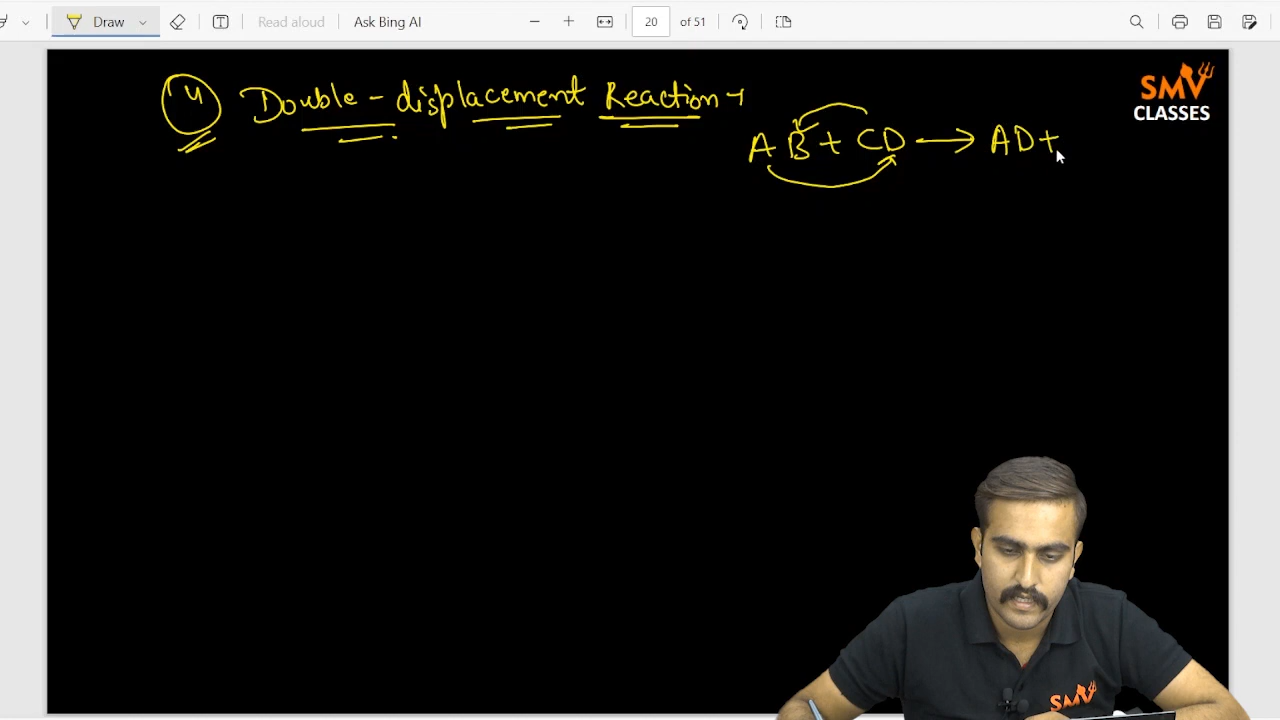 Draw
Read aloud
Ask Bing AI
20 of 51
4 Double-displacement Reaction
AB + CD → AD +
SMV
CLASSES
SMV
CLASSES